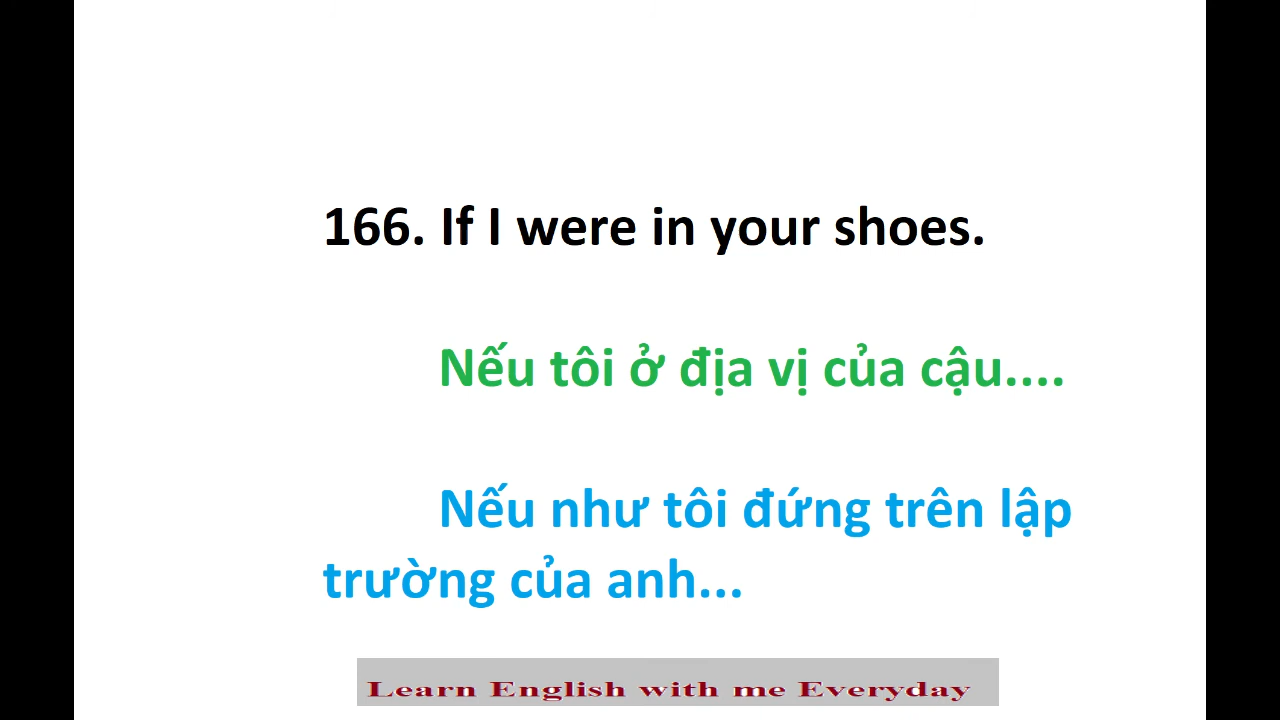 166. If I were in your shoes.
Nếu tôi ở địa vị của cậu....
Nếu như tôi đứng trên lập
trường của anh...
Learn English with me Everyday